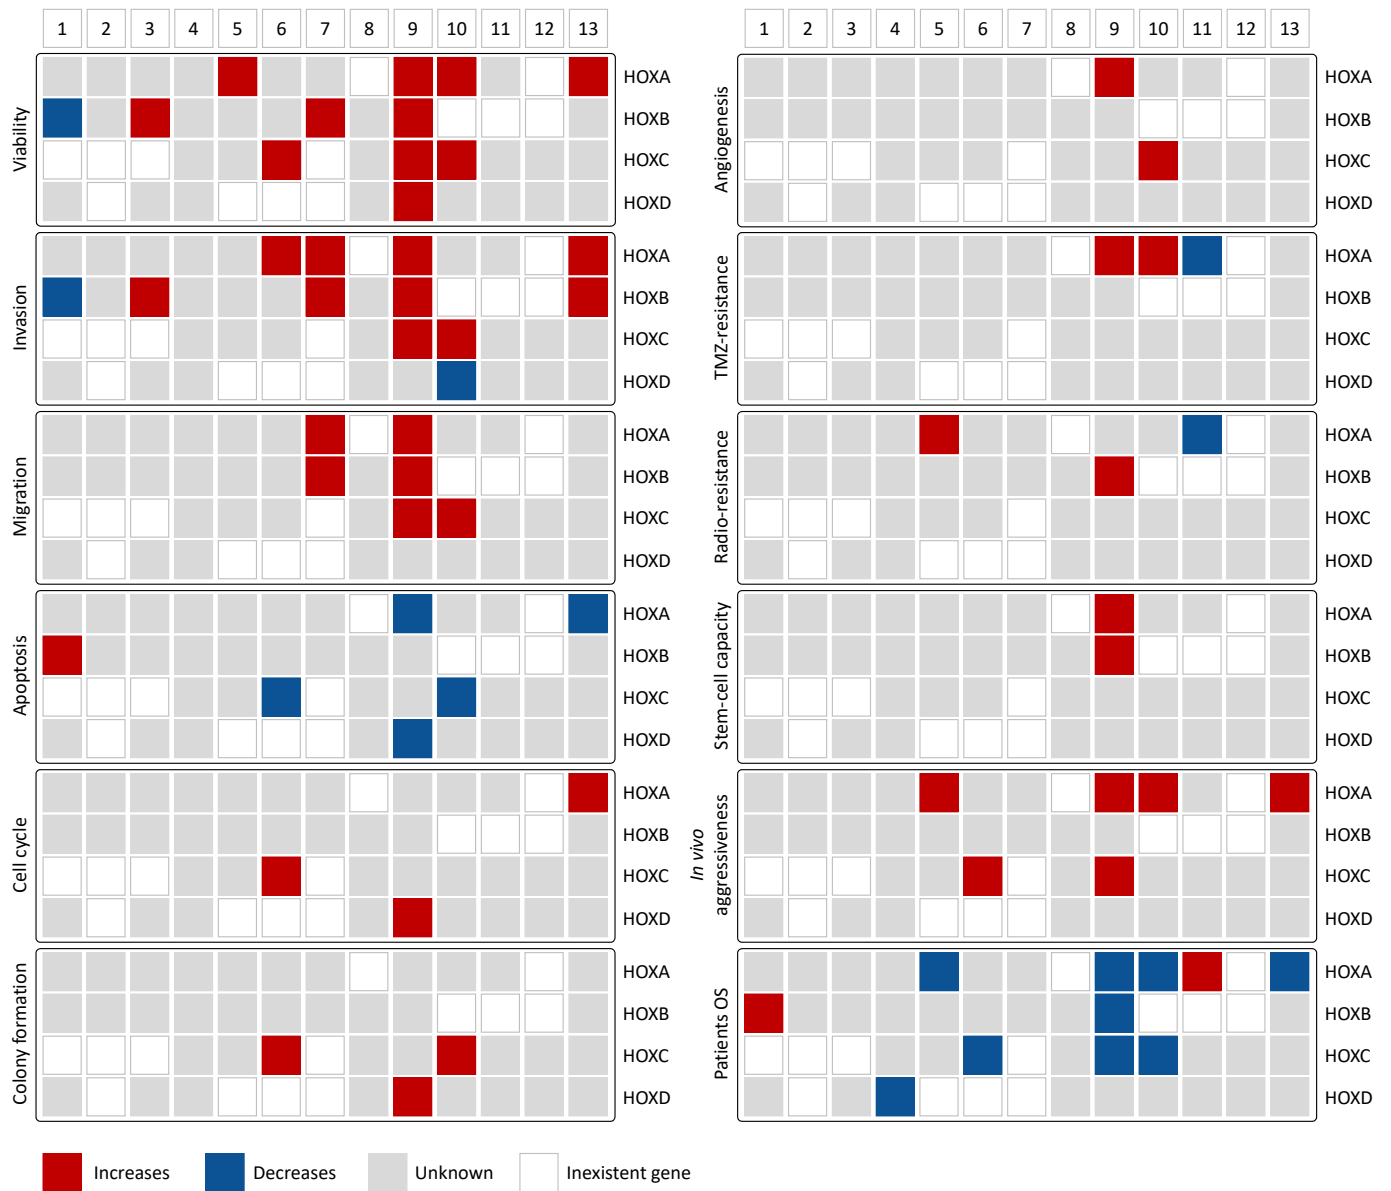 1 2 3 4 5 6 7 8 9 10 11 12 13
Viability
HOXA
HOXB
HOXC
HOXD
Invasion
HOXA
HOXB
HOXC
HOXD
Migration
HOXA
HOXB
HOXC
HOXD
Apoptosis
HOXA
HOXB
HOXC
HOXD
Cell cycle
HOXA
HOXB
HOXC
HOXD
Colony formation
HOXA
HOXB
HOXC
HOXD
1 2 3 4 5 6 7 8 9 10 11 12 13
Angiogenesis
HOXA
HOXB
HOXC
HOXD
TMZ-resistance
HOXA
HOXB
HOXC
HOXD
Radio-resistance
HOXA
HOXB
HOXC
HOXD
Stem-cell capacity
HOXA
HOXB
HOXC
HOXD
In vivo
aggressiveness
HOXA
HOXB
HOXC
HOXD
Patients OS
HOXA
HOXB
HOXC
HOXD
Increases Decreases Unknown Inexistent gene